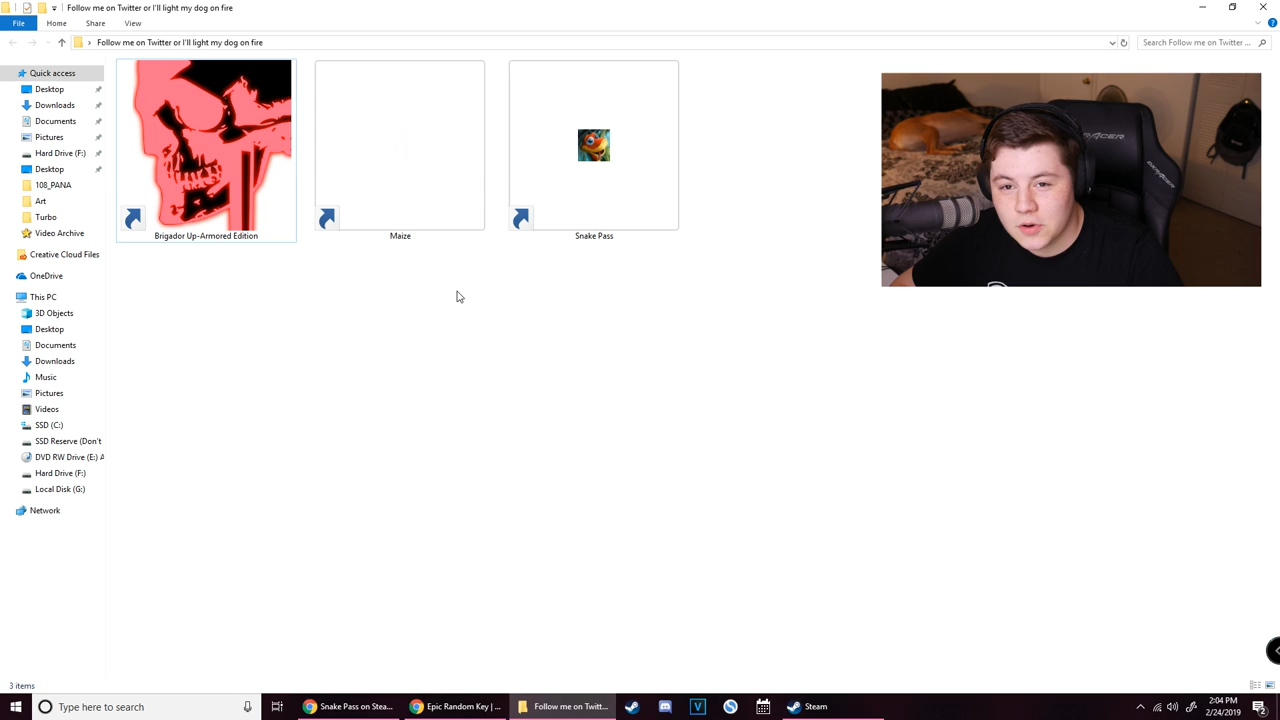 Follow me on Twitter or I'll light my dog on fire
File Home Share View
Follow me on Twitter or I'll light my dog on fire
Search Follow me on Twitter ...
Quick access
Desktop
Downloads
Documents
Pictures
Hard Drive (F:)
Desktop
108_PANA
Art
Turbo
Video Archive
Creative Cloud Files
OneDrive
This PC
3D Objects
Desktop
Documents
Downloads
Music
Pictures
Videos
SSD (C:)
SSD Reserve (Don't
DVD RW Drive (E:) A
Hard Drive (F:)
Local Disk (G:)
Network
Brigador Up-Armored Edition
Maize
Snake Pass
3 items
Type here to search
Snake Pass on Stea...
Epic Random Key | ...
Follow me on Twitt...
Steam
2:04 PM
2/24/2019
2